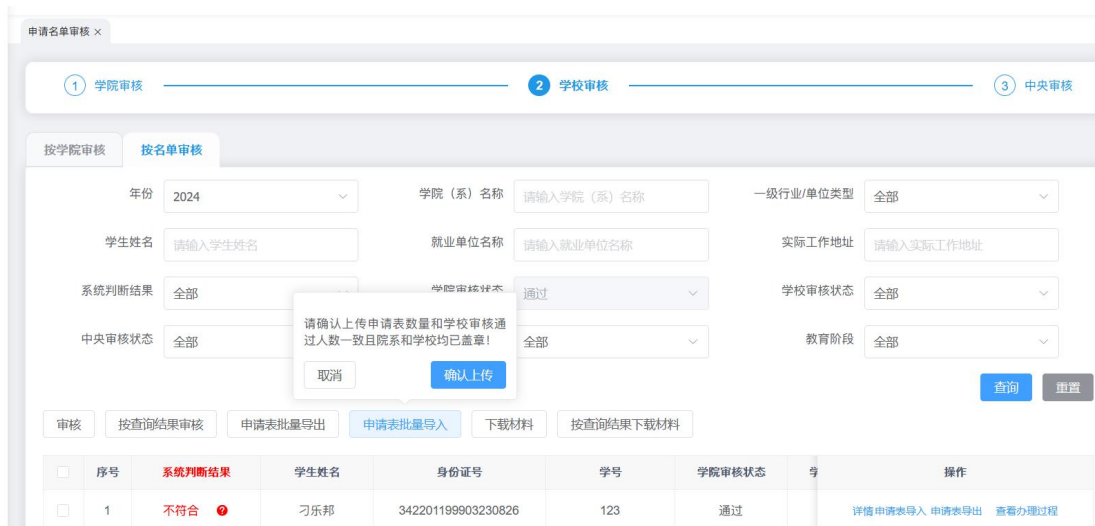 申请名单审核 ×
1 学院审核 2 学校审核 3 中央审核
按学院审核 按名单审核
年份 2024 学院（系）名称 请输入学院（系）名称 一级行业/单位类型 全部
学生姓名 请输入学生姓名 就业单位名称 请输入就业单位名称 实际工作地址 请输入实际工作地址
系统判断结果 全部 学院审核状态 通过 学校审核状态 全部
请确认上传申请表数量和学校审核通
过人数一致且院系和学校均已盖章!
中央审核状态 全部 全部 教育阶段 全部
取消 确认上传
查询 重置
审核 按查询结果审核 申请表批量导出 申请表批量导入 下载材料 按查询结果下载材料
序号 系统判断结果 学生姓名 身份证号 学号 学院审核状态 操作
1 不符合 ? 刁乐邦 342201199903230826 123 通过 详情 申请表导入 申请表导出 查看办理过程